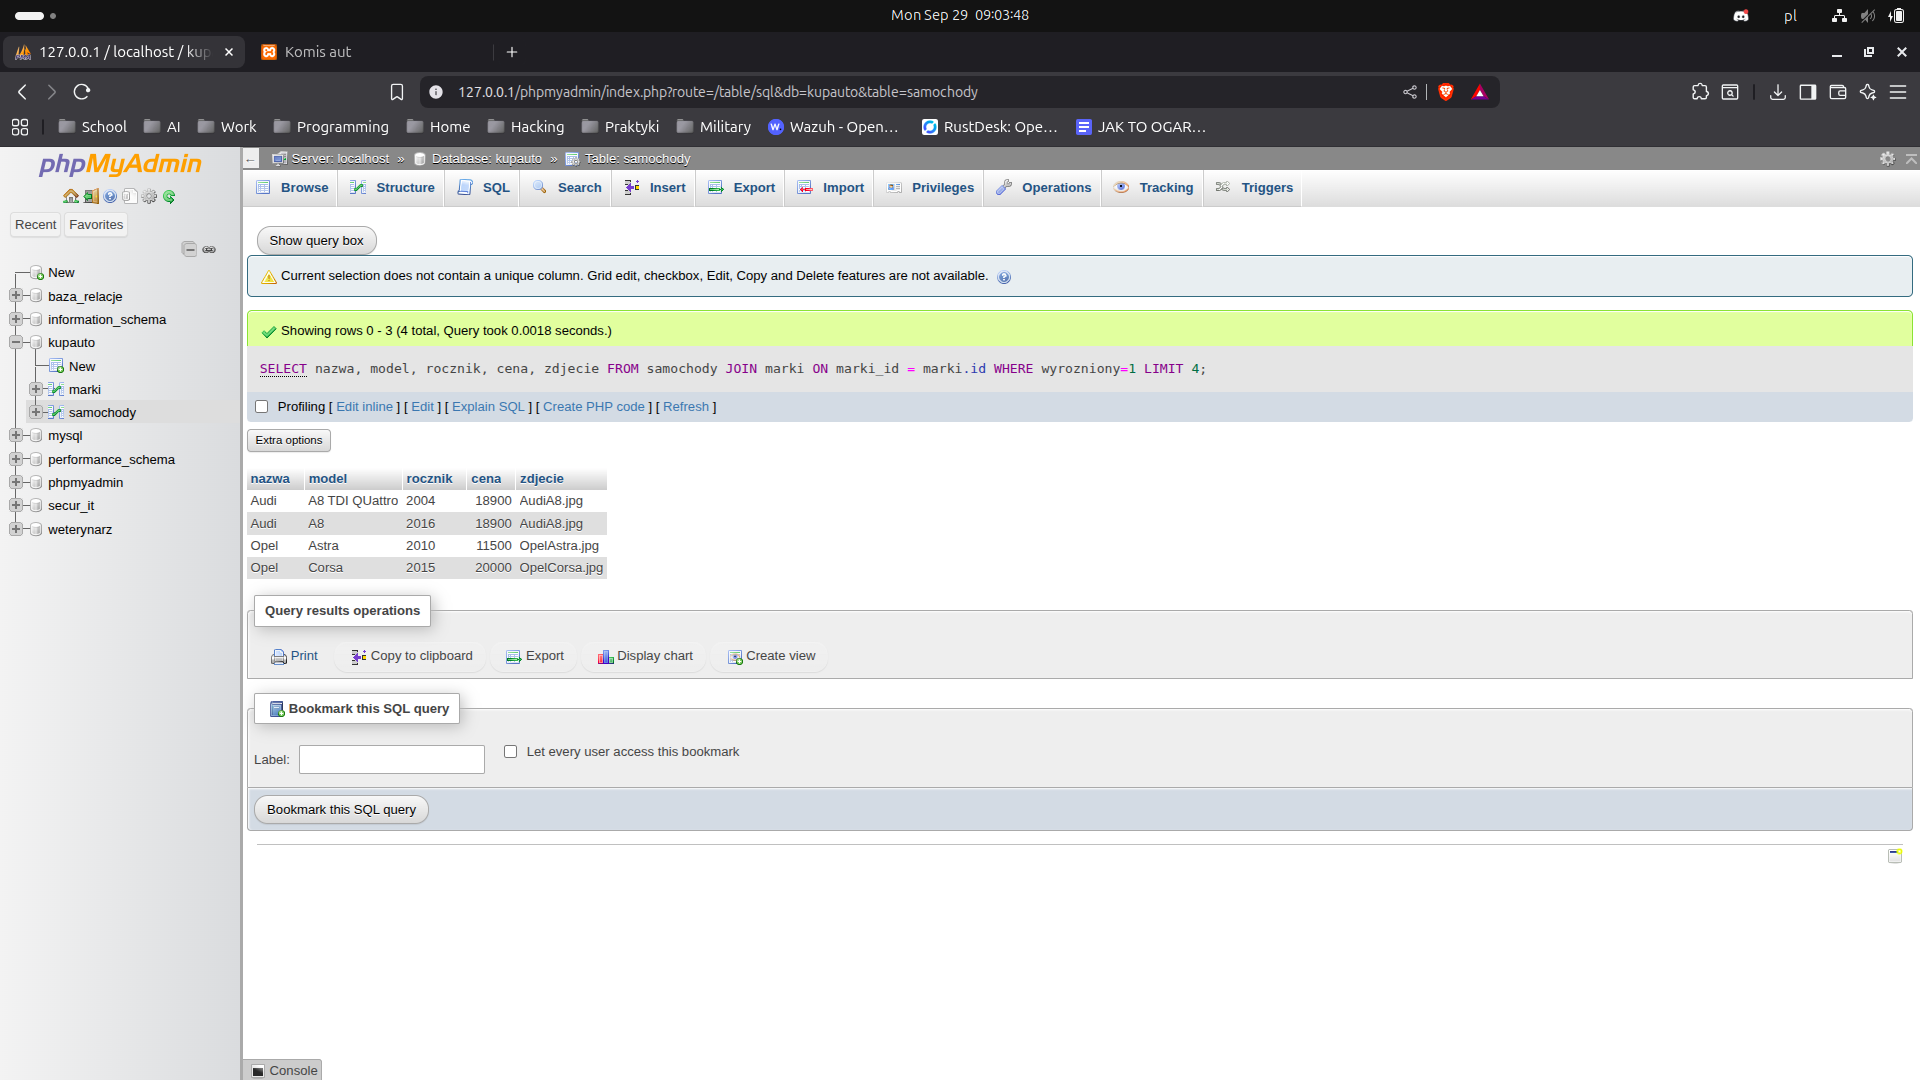 Mon Sep 29 09:03:48
pl
127.0.0.1 / localhost / kup
Komis aut
127.0.0.1/phpmyadmin/index.php?route=/table/sql&db=kupauto&table=samochody
School
AI
Work
Programming
Home
Hacking
Praktyki
Military
Wazuh - Open…
RustDesk: Ope…
JAK TO OGAR…
phpMyAdmin
Recent
Favorites
New
baza_relacje
information_schema
kupauto
New
marki
samochody
mysql
performance_schema
phpmyadmin
secur_it
weterynarz
Server: localhost » Database: kupauto » Table: samochody
Browse
Structure
SQL
Search
Insert
Export
Import
Privileges
Operations
Tracking
Triggers
Show query box
Current selection does not contain a unique column. Grid edit, checkbox, Edit, Copy and Delete features are not available.
Showing rows 0 - 3 (4 total, Query took 0.0018 seconds.)
SELECT nazwa, model, rocznik, cena, zdjecie FROM samochody JOIN marki ON marki_id = marki.id WHERE wyrozniony=1 LIMIT 4;
Profiling [ Edit inline ] [ Edit ] [ Explain SQL ] [ Create PHP code ] [ Refresh ]
Extra options
nazwa model rocznik cena zdjecie
Audi A8 TDI QUattro 2004 18900 AudiA8.jpg
Audi A8 2016 18900 AudiA8.jpg
Opel Astra 2010 11500 OpelAstra.jpg
Opel Corsa 2015 20000 OpelCorsa.jpg
Query results operations
Print
Copy to clipboard
Export
Display chart
Create view
Bookmark this SQL query
Label:
Let every user access this bookmark
Bookmark this SQL query
Console